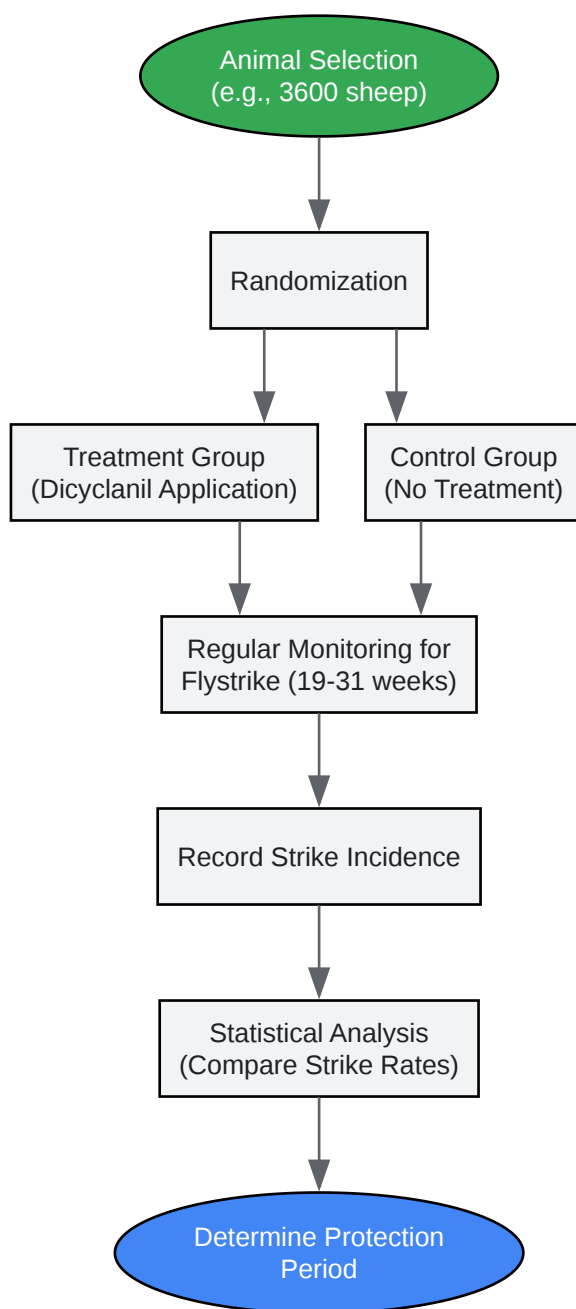 Animal Selection
(e.g., 3600 sheep)
Randomization
Treatment Group
(Dicyclanil Application)
Control Group
(No Treatment)
Regular Monitoring for
Flystrike (19-31 weeks)
Record Strike Incidence
Statistical Analysis
(Compare Strike Rates)
Determine Protection
Period